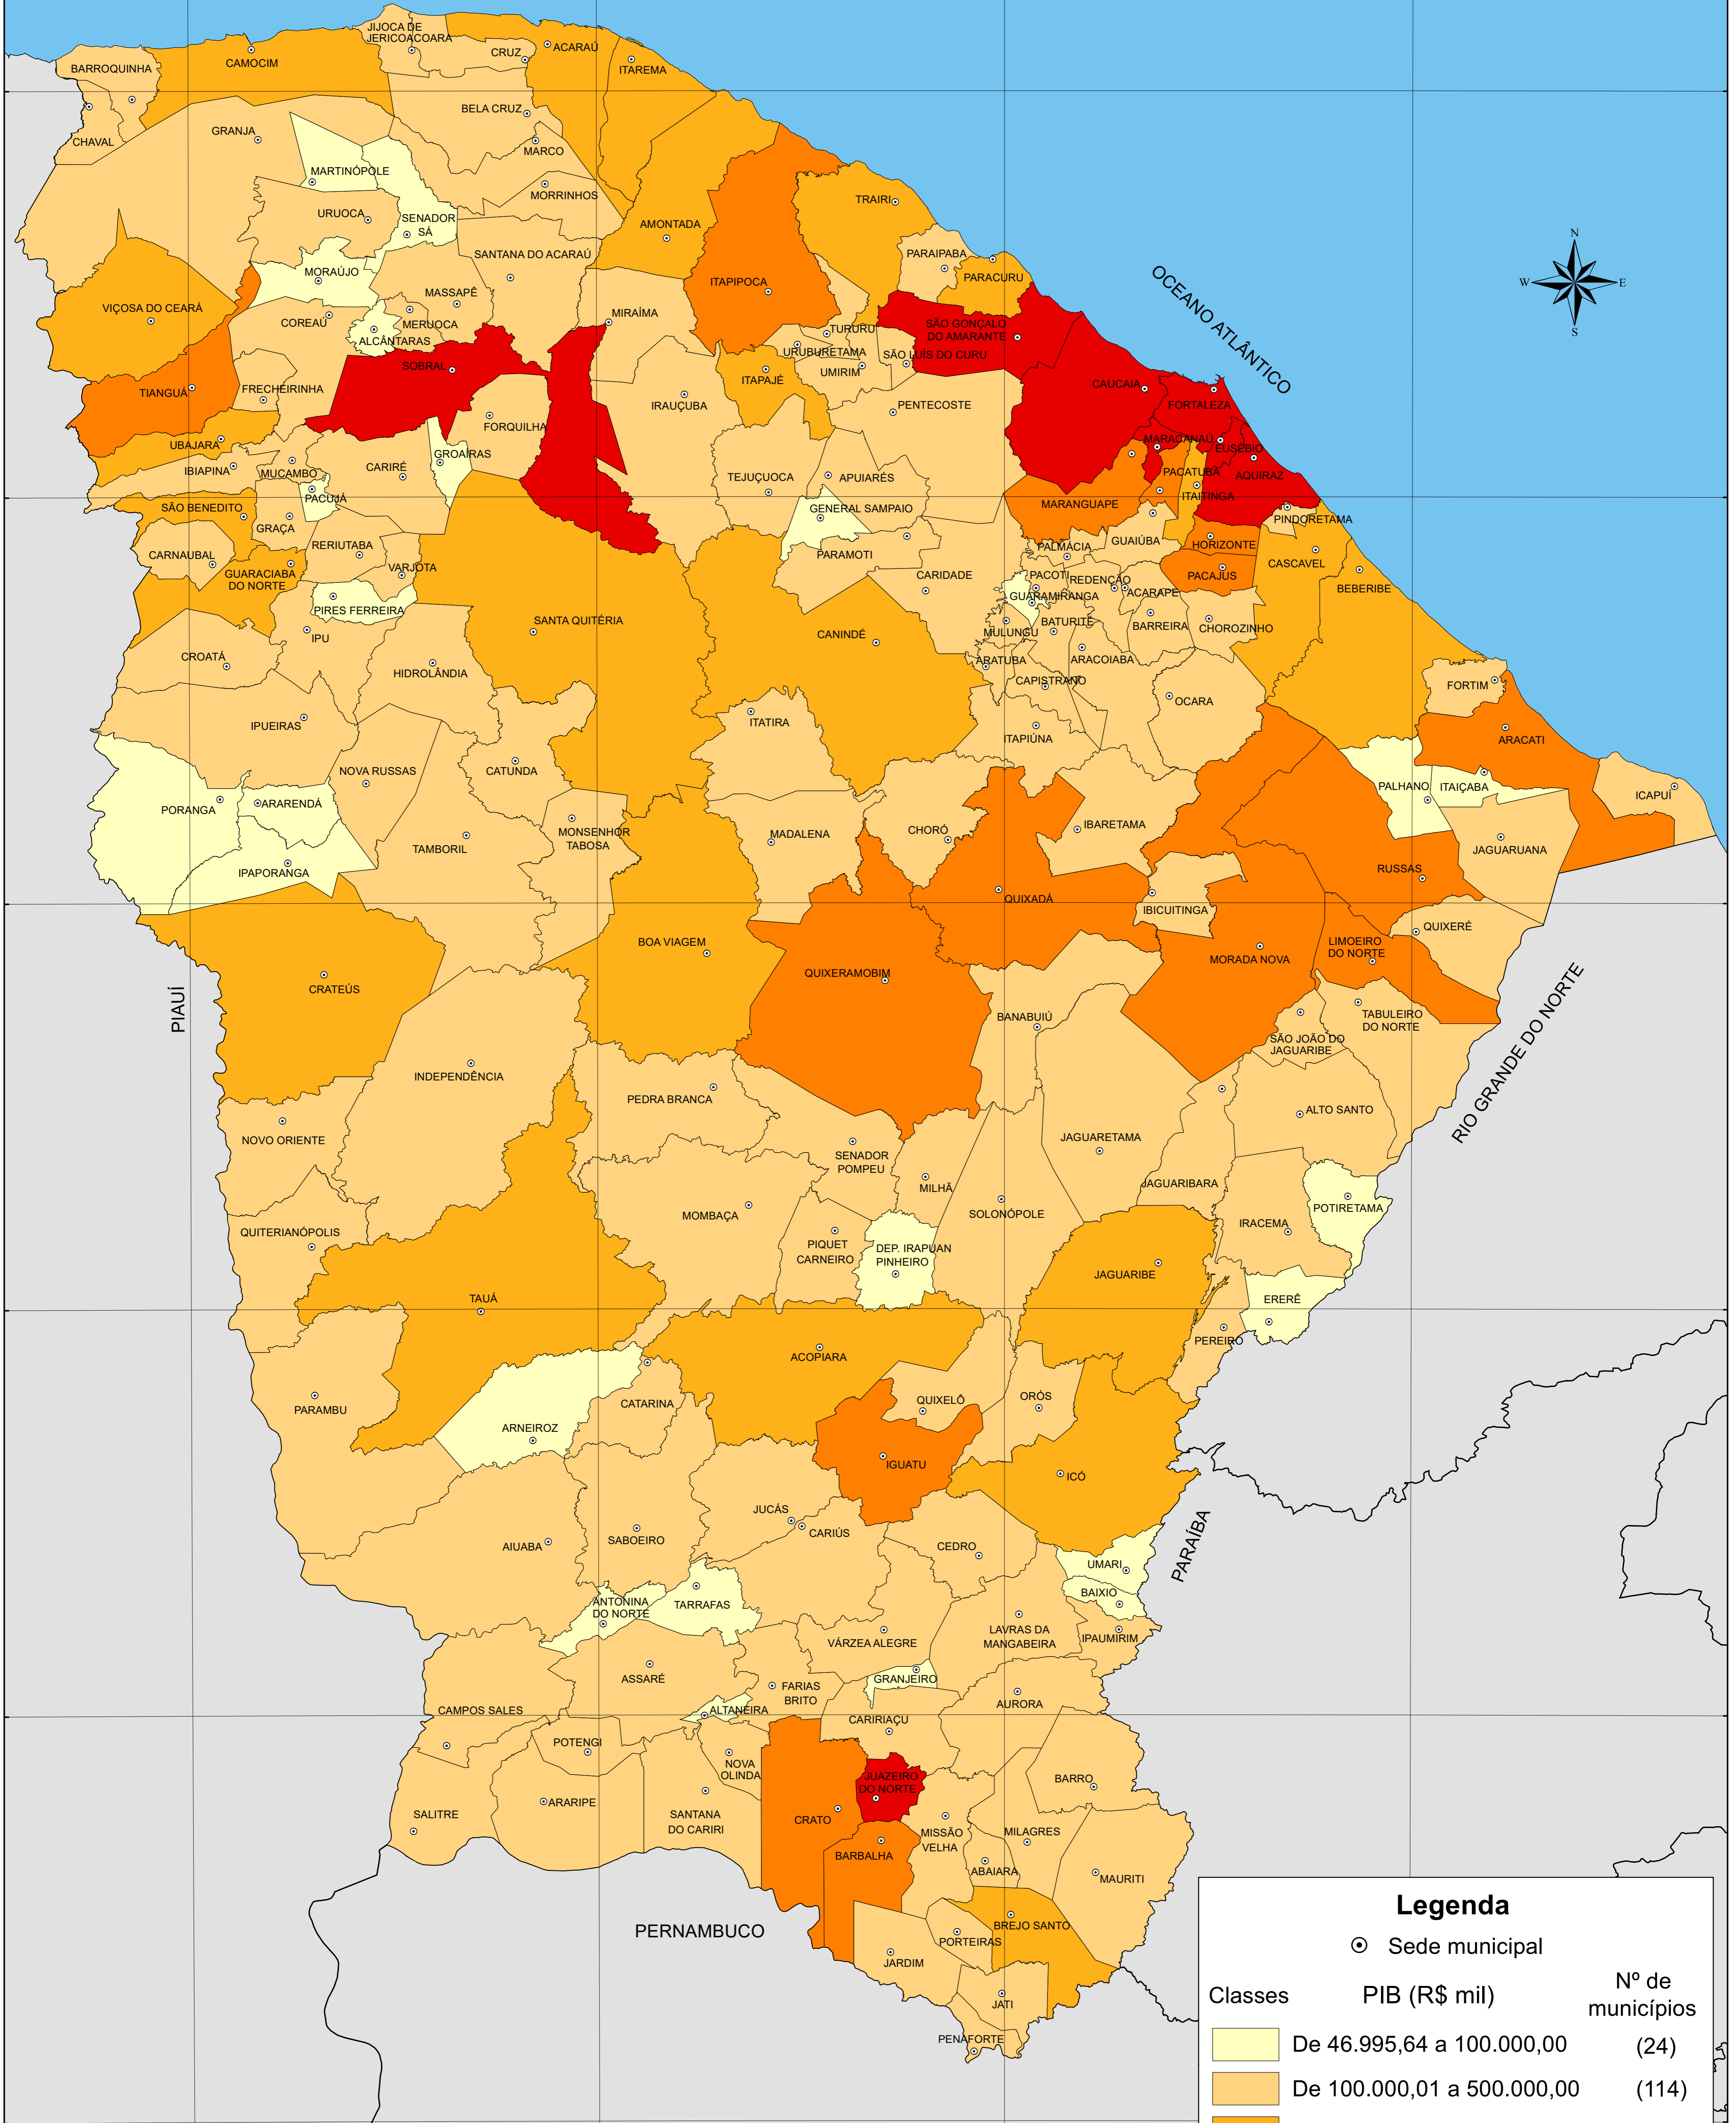 JIJOCA DE
JERICOACOARA
CRUZ
ACARAÚ
ITAREMA
BARROQUINHA
CAMOCIM
BELA CRUZ
CHAVAL
GRANJA
MARCO
MARTINÓPOLE
MORRINHOS
URUOCA
SENADOR
SÁ
AMONTADA
TRAIRI
SANTANA DO ACARAÚ
PARAIPABA
PARACURU
MORAÚJO
ITAPIPOCA
OCEANO ATLÂNTICO
N
W
E
S
VIÇOSA DO CEARÁ
MASSAPÊ
MIRAÍMA
COREAÚ
MERUOCA
ALCÂNTARAS
TURURU
SÃO GONÇALO
DO AMARANTE
URUBURETAMA
SÃO LUÍS DO CURU
SOBRAL
UMIRIM
ITAPAJÉ
CAUCAIA
TIANGUÁ
FRECHEIRINHA
IRAUÇUBA
PENTECOSTE
FORTALEZA
FORQUILHA
UBAJARA
MARACANAÚ
EUSÉBIO
GROAÍRAS
IBIAPINA
MUCAMBO
CARIRÉ
TEJUÇUOCA
APUIARÉS
PACATUBA
AQUIRAZ
PACUJÁ
ITAITINGA
SÃO BENEDITO
MARANGUAPE
GENERAL SAMPAIO
PINDORETAMA
GRAÇA
CARNAUBAL
RERIUTABA
PARAMOTI
PALMÁCIA
GUAIÚBA
HORIZONTE
GUARACIABA
DO NORTE
VARJOTA
CARIDADE
PACOTI
REDENÇÃO
PACAJUS
CASCAVEL
BEBERIBE
PIRES FERREIRA
GUARAMIRANGA
ACARAPE
SANTA QUITÉRIA
CANINDÉ
MULUNGU
BATURITÉ
BARREIRA
CHOROZINHO
IPU
CROATÁ
HIDROLÂNDIA
ARATUBA
ARACOIABA
CAPISTRANO
FORTIM
OCARA
IPUEIRAS
ITATIRA
ITAPIÚNA
ARACATI
NOVA RUSSAS
CATUNDA
PALHANO
ITAIÇABA
ICAPUÍ
PORANGA
ARARENDÁ
MONSENHOR
TABOSA
MADALENA
CHORÓ
IBARETAMA
TAMBORIL
JAGUARUANA
IPAPORANGA
RUSSAS
QUIXADÁ
IBICUITINGA
QUIXERÉ
BOA VIAGEM
LIMOEIRO
DO NORTE
MORADA NOVA
QUIXERAMOBIM
CRATEÚS
PIAUÍ
BANABUIÚ
TABULEIRO
DO NORTE
SÃO JOÃO DO
JAGUARIBE
RIO GRANDE DO NORTE
INDEPENDÊNCIA
PEDRA BRANCA
ALTO SANTO
NOVO ORIENTE
JAGUARETAMA
SENADOR
POMPEU
JAGUARIBARA
MILHÃ
POTIRETAMA
MOMBAÇA
SOLONÓPOLE
IRACEMA
QUITERIANÓPOLIS
PIQUET
CARNEIRO
DEP. IRAPUAN
PINHEIRO
JAGUARIBE
TAUÁ
ERERÊ
PEREIRO
ACOPIARA
PARAMBU
CATARINA
QUIXELÔ
ORÓS
ARNEIROZ
IGUATU
ICÓ
JUCÁS
CARIÚS
SABOEIRO
AIUABA
CEDRO
UMARI
PARAÍBA
BAIXIO
ANTONINA
DO NORTE
TARRAFAS
LAVRAS DA
MANGABEIRA
IPAUMIRIM
VÁRZEA ALEGRE
ASSARÉ
GRANJEIRO
FARIAS
BRITO
AURORA
CAMPOS SALES
ALTANEIRA
CARIRIAÇU
POTENGI
NOVA
OLINDA
JUAZEIRO
DO NORTE
BARRO
ARARIPE
SALITRE
SANTANA
DO CARIRI
CRATO
MISSÃO
VELHA
MILAGRES
BARBALHA
ABAIARA
MAURITI
PERNAMBUCO
BREJO SANTO
PORTEIRAS
JARDIM
JATI
PENAFORTE
Legenda
Sede municipal
Classes PIB (R$ mil) Nº de
municípios
De 46.995,64 a 100.000,00 (24)
De 100.000,01 a 500.000,00 (114)